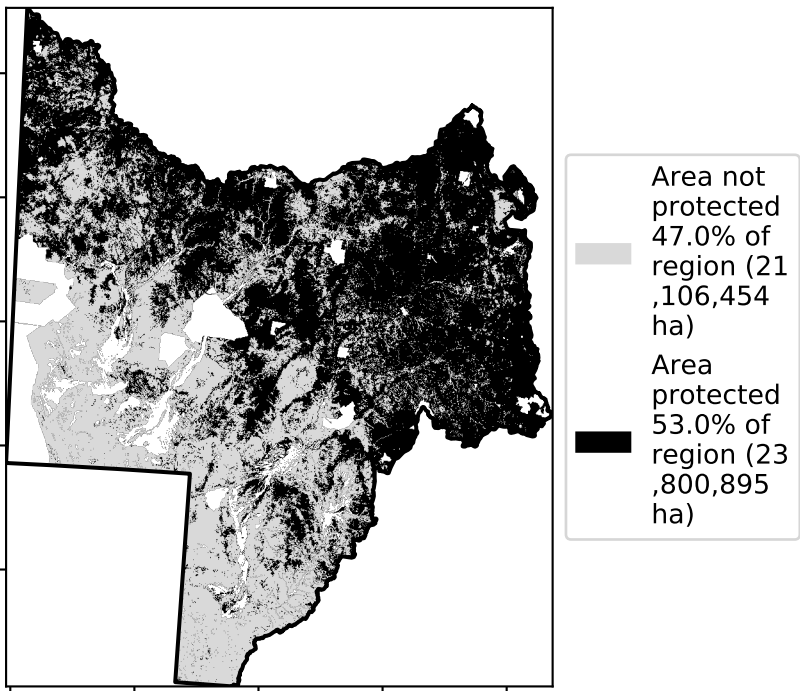 Area not
protected
47.0% of
region (21
,106,454
ha)
Area
protected
53.0% of
region (23
,800,895
ha)